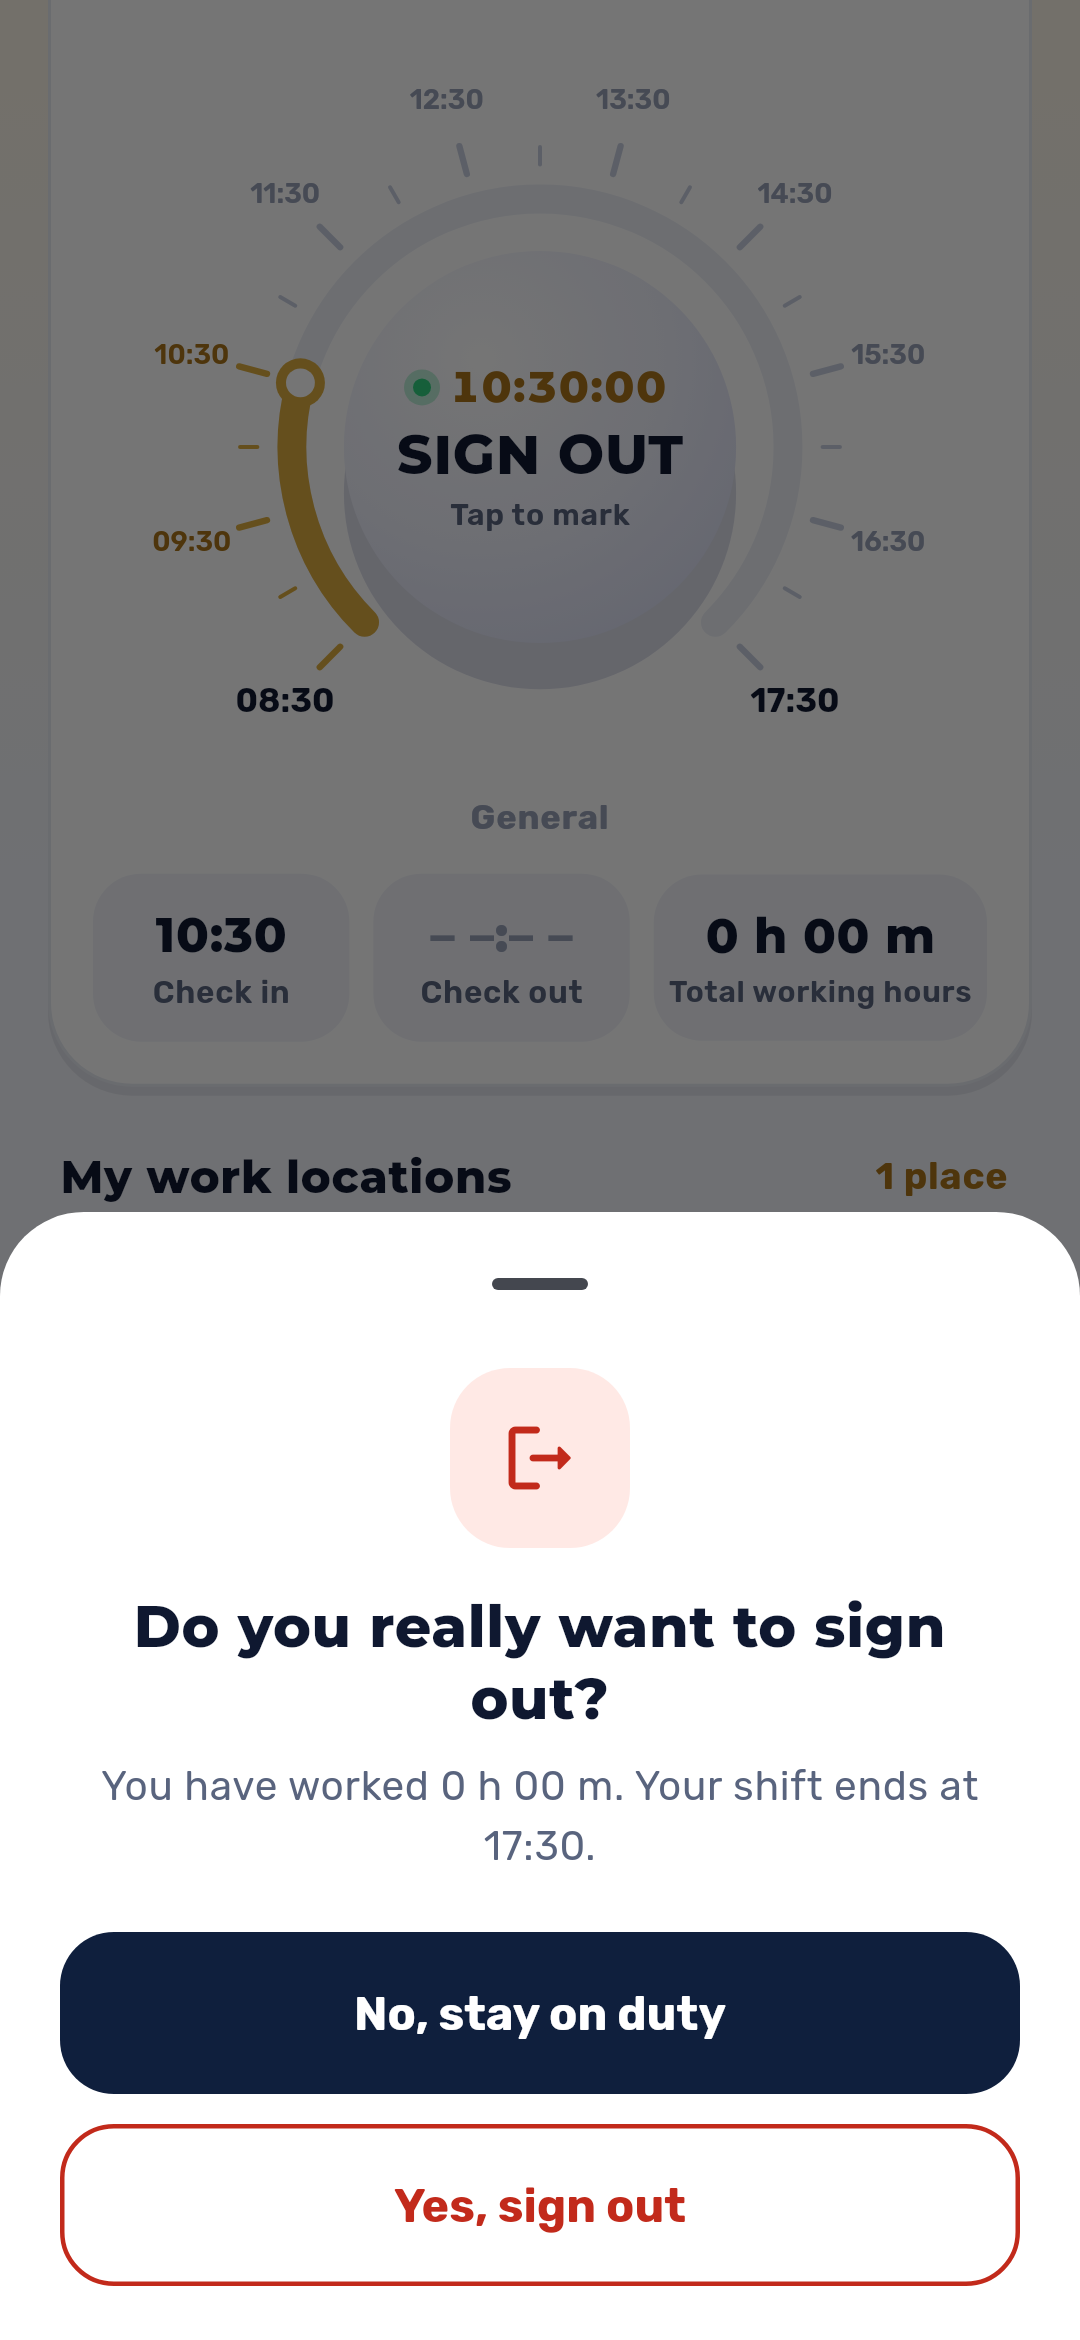 12:30
13:30
11:30
14:30
10:30
15:30
10:30:00
SIGN OUT
Tap to mark
09:30
16:30
08:30
17:30
General
10:30
– –:– –
0 h 00 m
Check in
Check out
Total working hours
My work locations
1 place
Do you really want to sign
out?
You have worked 0 h 00 m. Your shift ends at
17:30.
No, stay on duty
Yes, sign out